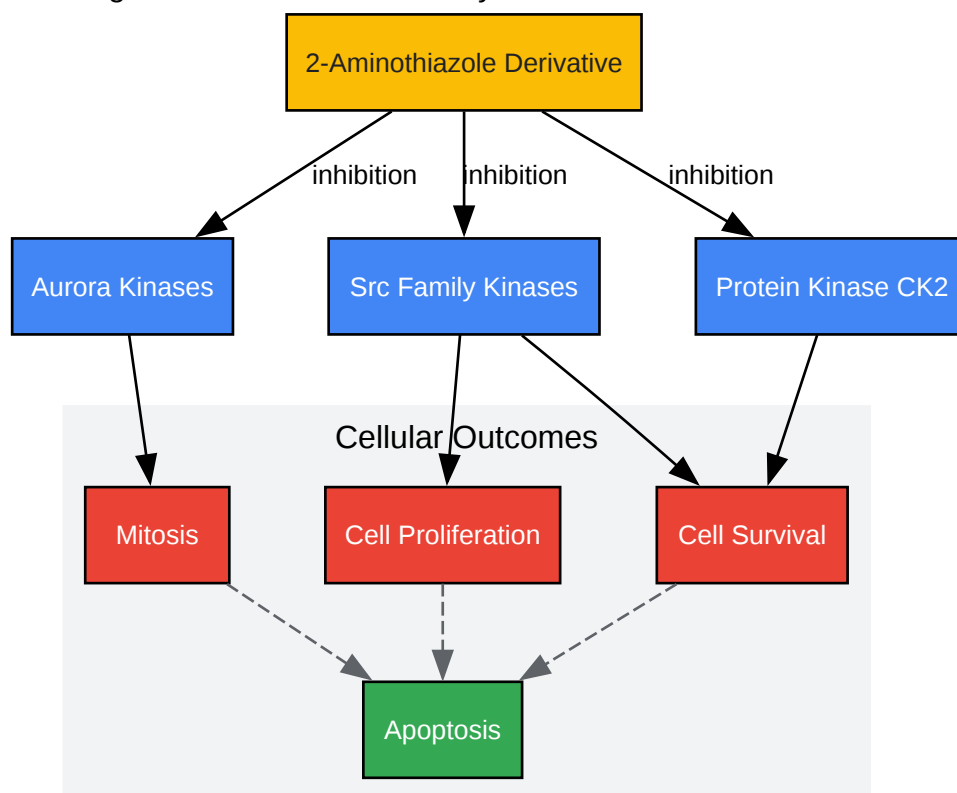 2-Aminothiazole Derivative
inhibition inhibition inhibition
Aurora Kinases Src Family Kinases Protein Kinase CK2
Cellular Outcomes
Mitosis Cell Proliferation Cell Survival
Apoptosis